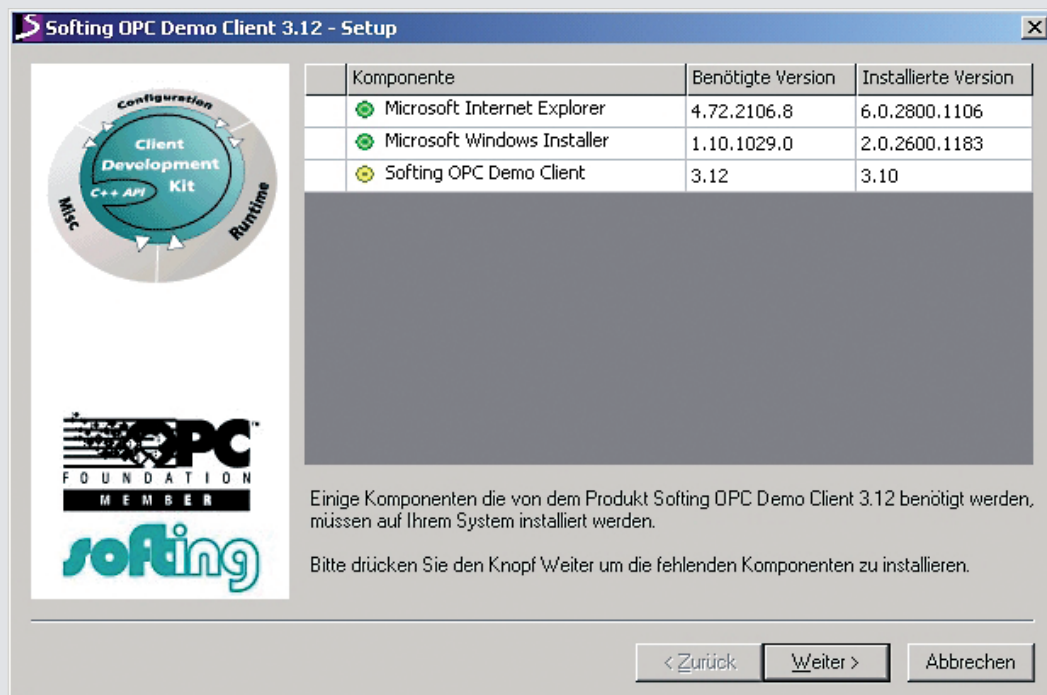 Softing OPC Demo Client 3.12 - Setup
Configuration
Client
Development
Kit
C++ API
Misc
Runtime
OPC™
FOUNDATION
MEMBER
softing
Komponente Benötigte Version Installierte Version
Microsoft Internet Explorer 4.72.2106.8 6.0.2800.1106
Microsoft Windows Installer 1.10.1029.0 2.0.2600.1183
Softing OPC Demo Client 3.12 3.10
Einige Komponenten die von dem Produkt Softing OPC Demo Client 3.12 benötigt werden,
müssen auf Ihrem System installiert werden.
Bitte drücken Sie den Knopf Weiter um die fehlenden Komponenten zu installieren.
< Zurück Weiter > Abbrechen